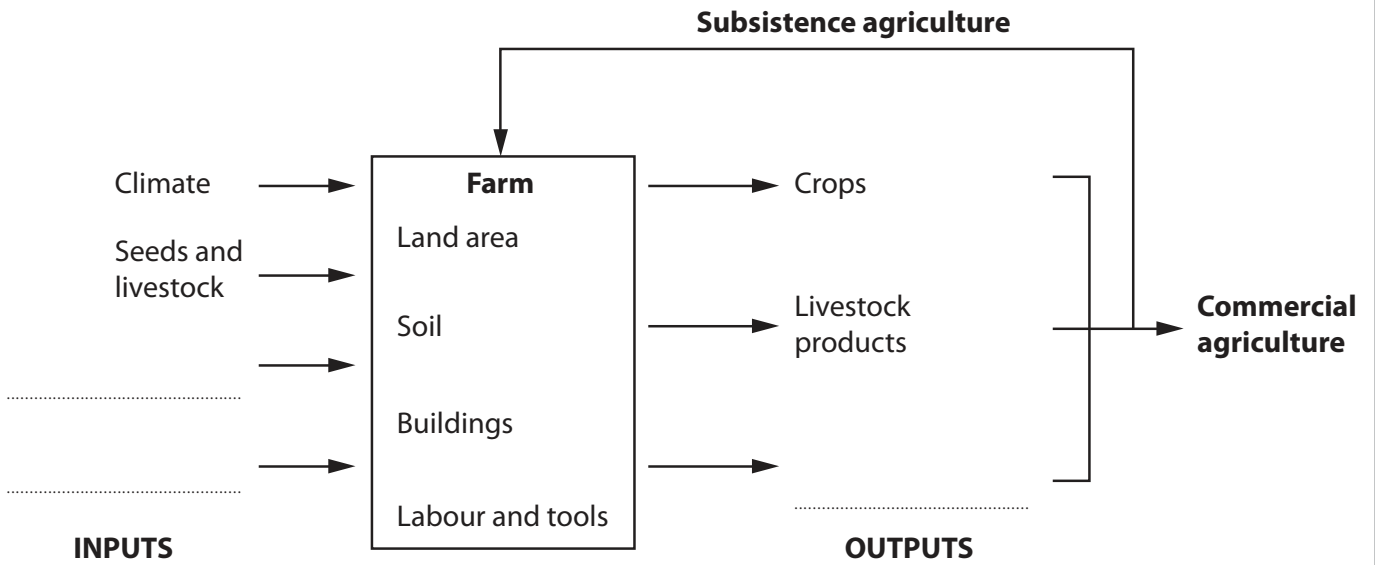 Subsistence agriculture
Climate
Seeds and
livestock
INPUTS
Farm
Land area
Soil
Buildings
Labour and tools
Crops
Livestock
products
OUTPUTS
Commercial
agriculture